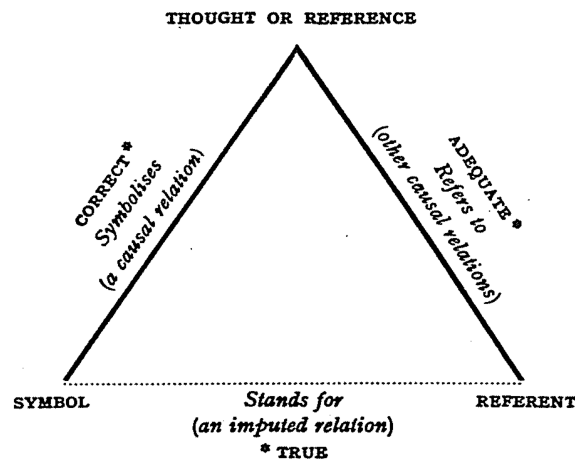 THOUGHT OR REFERENCE
CORRECT*
Symbolises
(a causal relation)
ADEQUATE*
Refers to
(other causal relations)
SYMBOL
Stands for
REFERENT
(an imputed relation)
* TRUE